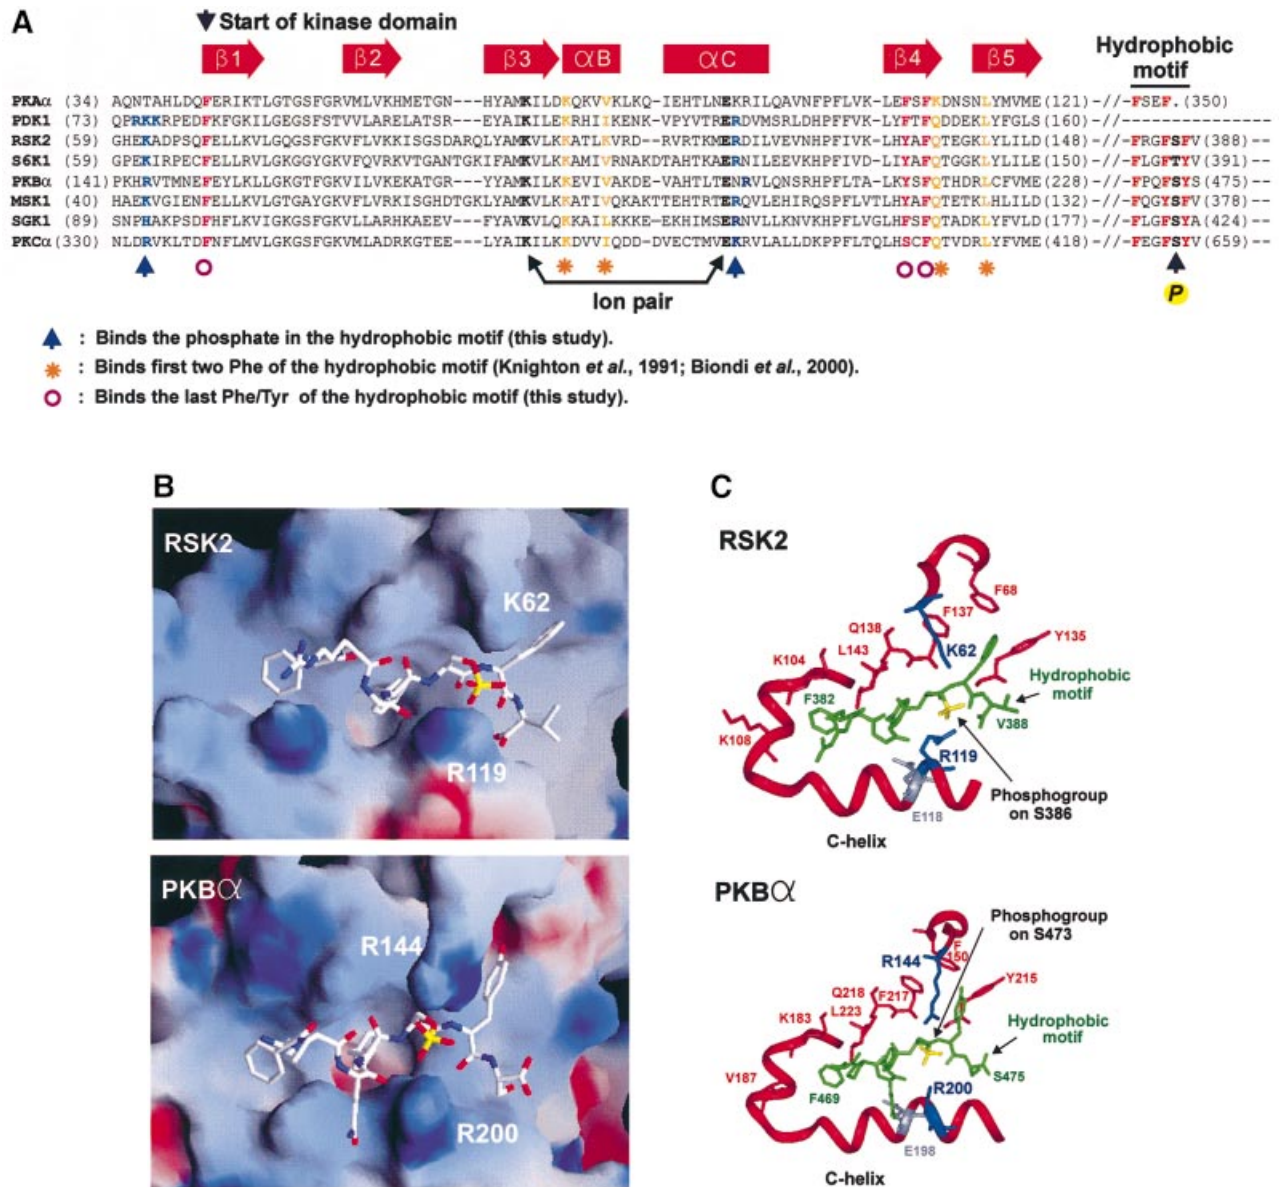 A
Start of kinase domain
β1 β2 β3 αB αC β4 β5
Hydrophobic
motif
PKAα (34) AQNTAHLDQFERIKTLGTGSFGRVMLVKHMETGN---HYAMKILDKQKVVKLKQ-IEHTLNEKRILQAVNFPFLVK-LEFSFKDNSNLYMVME(121)-//-FSEF.(350)
PDK1 (73) QPRKKRPEDFKFGKILGEGSFSTVVLARELATSR---EYAIKILEKRHIIKENK-VPYVTRERDVMSRLDHPFFVK-LYFTFQDDEKLYFGLS(160)-//-------------
RSK2 (59) GHEKADPSQFELLKVLGQGSFGKVFLVKKISGSDARQLYAMKVLKKATLKVRD--RVRTKMERDILVEVNHPFIVK-LHYAFQTEGKLYLILD(148)-//-FRGFSFV(388)--
S6K1 (59) GPEKIRPECFELLRVLGKGGYGKVFQVRKVTGANTGKIFAMKVLKKAMIVRNAKDTAHTKAERNILEEVKHPFIVD-LIYAFQTGGKLYLILE(150)-//-FLGFTYV(391)--
PKBα (141) PKHRVTMNEFEYLKLLGKGTFGKVILVKEKATGR---YYAMKILKKEVIVAKDE-VAHTLTENRVLQNSRHPFLTA-LKYSFQTHDRLCFVME(228)-//-FPQFSYS(475)--
MSK1 (40) HAEKVGIENFELLKVLGTGAYGKVFLVRKISGHDTGKLYAMKVLKKATIVQKAKTTEHTRTERQVLEHIRQSPFLVT-LHYAFQTETKLHLILD(132)-//-FQGYSFV(378)--
SGK1 (89) SNPHAKPSDFHFLKVIGKGSFGKVLLARHKAEEV---FYAVKVLQKKAILKKKE-EKHIMSERNVLLKNVKHPFLVGLHFSFQTADKLYFVLD(177)-//-FLGFSYA(424)--
PKCα (330) NLDRVKLTDFNFLMVLGKGSFGKVMLADRKGTEE---LYAIKILKKDVVIQDD-DVECTMVEKRVLALLDKPPFLTQLHSCFQTVDRLYFVME(418)-//-FEGFSYV(659)--
Ion pair
P
: Binds the phosphate in the hydrophobic motif (this study).
: Binds first two Phe of the hydrophobic motif (Knighton et al., 1991; Biondi et al., 2000).
: Binds the last Phe/Tyr of the hydrophobic motif (this study).
B
RSK2
K62
R119
PKBα
R144
R200
C
RSK2
F68
F137
Q138
Y135
L143
K62
K104
Hydrophobic
motif
F382
V388
K108
R119
Phosphogroup
on S386
E118
C-helix
PKBα
Phosphogroup
on S473
F
150
R144
Y215
Q218
F217
L223
K183
Hydrophobic
motif
V187
S475
F469
R200
E198
C-helix